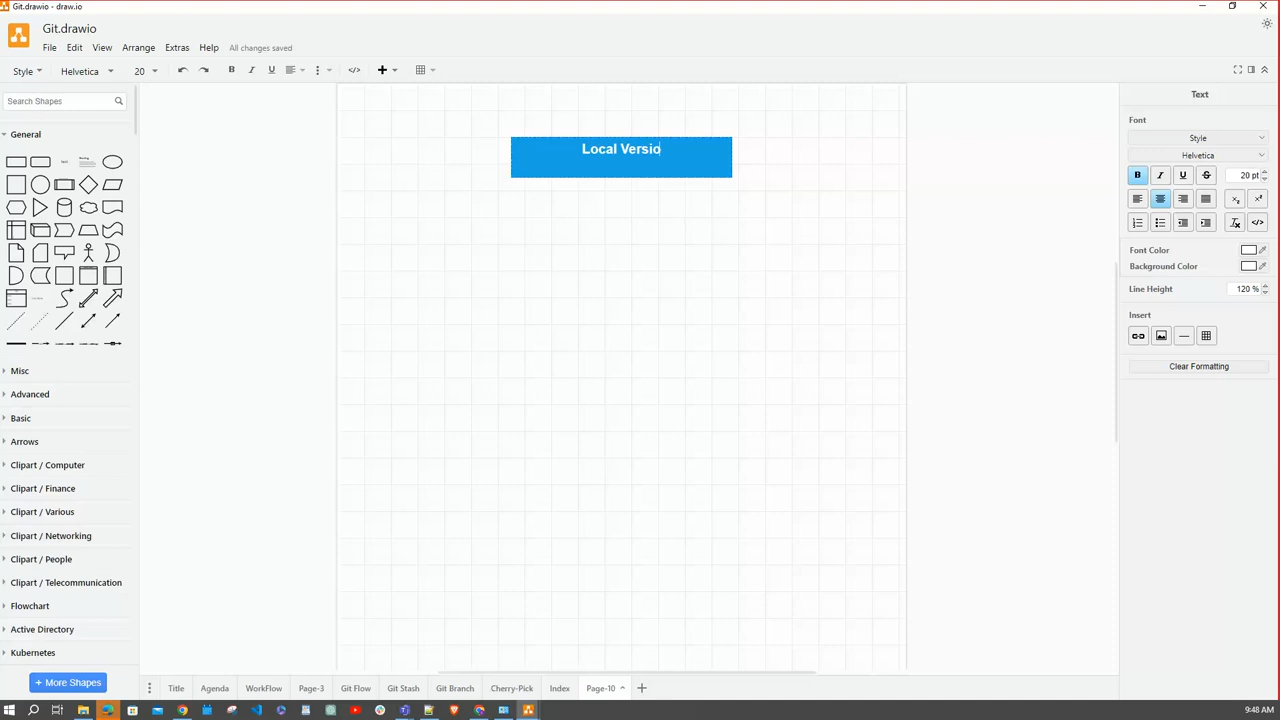 Git.drawio - draw.io
Git.drawio
File Edit View Arrange Extras Help All changes saved
Style Helvetica 20 B I U </>
Search Shapes
General
Misc
Advanced
Basic
Arrows
Clipart / Computer
Clipart / Finance
Clipart / Various
Clipart / Networking
Clipart / People
Clipart / Telecommunication
Flowchart
Active Directory
Kubernetes
+ More Shapes
Local Versio
Text
Font
Style
Helvetica
B I U S 20 pt
Font Color
Background Color
Line Height 120 %
Insert
Clear Formatting
Title Agenda WorkFlow Page-3 Git Flow Git Stash Git Branch Cherry-Pick Index Page-10
9:48 AM